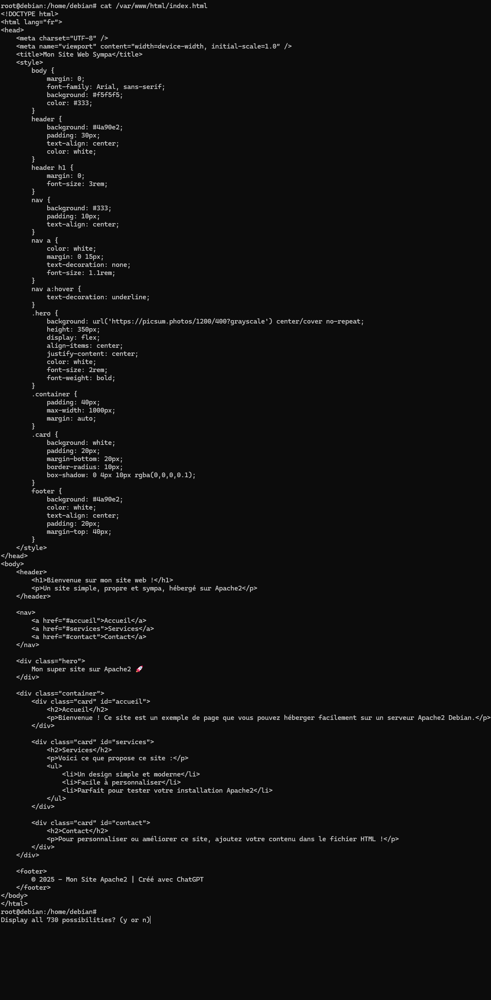 root@debian:/home/debian# cat /var/www/html/index.html
<!DOCTYPE html>
<html lang="fr">
<head>
    <meta charset="UTF-8" />
    <meta name="viewport" content="width=device-width, initial-scale=1.0" />
    <title>Mon Site Web Sympa</title>
    <style>
        body {
            margin: 0;
            font-family: Arial, sans-serif;
            background: #f5f5f5;
            color: #333;
        }
        header {
            background: #4a90e2;
            padding: 30px;
            text-align: center;
            color: white;
        }
        header h1 {
            margin: 0;
            font-size: 3rem;
        }
        nav {
            background: #333;
            padding: 10px;
            text-align: center;
        }
        nav a {
            color: white;
            margin: 0 15px;
            text-decoration: none;
            font-size: 1.1rem;
        }
        nav a:hover {
            text-decoration: underline;
        }
        .hero {
            background: url('https://picsum.photos/1200/400?grayscale') center/cover no-repeat;
            height: 350px;
            display: flex;
            align-items: center;
            justify-content: center;
            color: white;
            font-size: 2rem;
            font-weight: bold;
        }
        .container {
            padding: 40px;
            max-width: 1000px;
            margin: auto;
        }
        .card {
            background: white;
            padding: 20px;
            margin-bottom: 20px;
            border-radius: 10px;
            box-shadow: 0 4px 10px rgba(0,0,0,0.1);
        }
        footer {
            background: #4a90e2;
            color: white;
            text-align: center;
            padding: 20px;
            margin-top: 40px;
        }
    </style>
</head>
<body>
    <header>
        <h1>Bienvenue sur mon site web !</h1>
        <p>Un site simple, propre et sympa, hébergé sur Apache2</p>
    </header>

    <nav>
        <a href="#accueil">Accueil</a>
        <a href="#services">Services</a>
        <a href="#contact">Contact</a>
    </nav>

    <div class="hero">
        Mon super site sur Apache2 🚀
    </div>

    <div class="container">
        <div class="card" id="accueil">
            <h2>Accueil</h2>
            <p>Bienvenue ! Ce site est un exemple de page que vous pouvez héberger facilement sur un serveur Apache2 Debian.</p>
        </div>

        <div class="card" id="services">
            <h2>Services</h2>
            <p>Voici ce que propose ce site :</p>
            <ul>
                <li>Un design simple et moderne</li>
                <li>Facile à personnaliser</li>
                <li>Parfait pour tester votre installation Apache2</li>
            </ul>
        </div>

        <div class="card" id="contact">
            <h2>Contact</h2>
            <p>Pour personnaliser ou améliorer ce site, ajoutez votre contenu dans le fichier HTML !</p>
        </div>
    </div>

    <footer>
        © 2025 - Mon Site Apache2 | Créé avec ChatGPT
    </footer>
</body>
</html>
root@debian:/home/debian#
Display all 730 possibilities? (y or n)